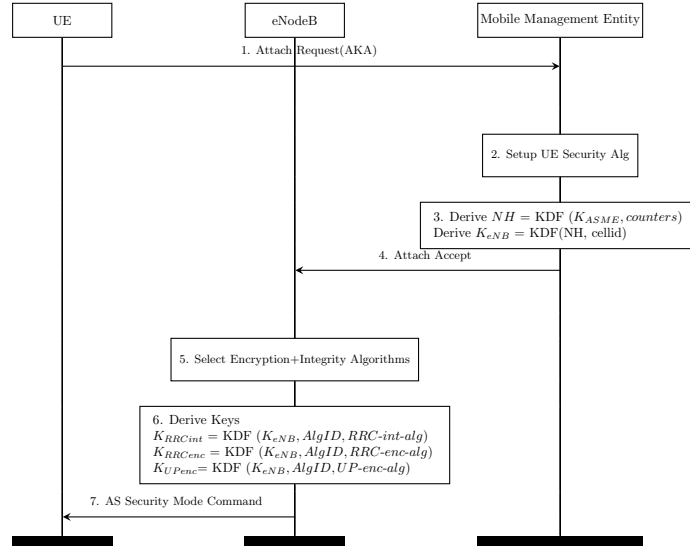 UE
eNodeB
Mobile Management Entity
1. Attach Request(AKA)
2. Setup UE Security Alg
3. Derive NH = KDF (K_ASME, counters)
Derive K_eNB = KDF(NH, cellid)
4. Attach Accept
5. Select Encryption+Integrity Algorithms
6. Derive Keys
K_RRCint = KDF (K_eNB, AlgID, RRC-int-alg)
K_RRCenc = KDF (K_eNB, AlgID, RRC-enc-alg)
K_UPenc= KDF (K_eNB, AlgID, UP-enc-alg)
7. AS Security Mode Command